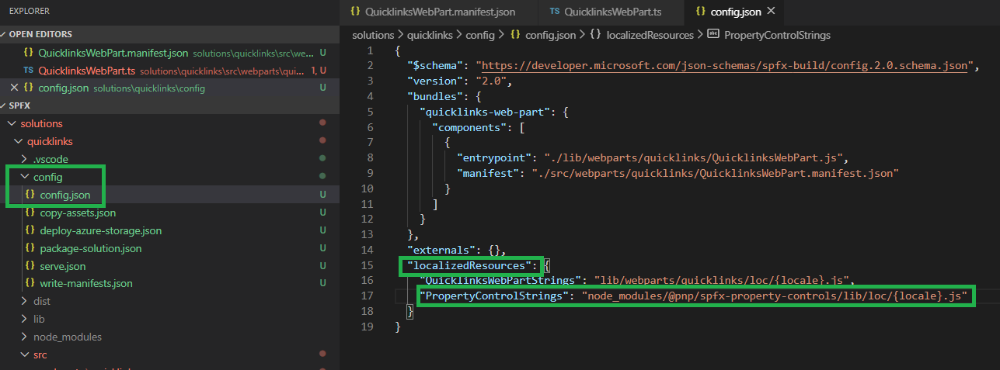 EXPLORER
OPEN EDITORS
{} QuicklinksWebPart.manifest.json solutions\quicklinks\src\we... U
TS QuicklinksWebPart.ts solutions\quicklinks\src\webparts\qui... 1, U
{} config.json solutions\quicklinks\config U
SPFX
solutions
quicklinks
.vscode
config
{} config.json U
{} copy-assets.json U
{} deploy-azure-storage.json U
{} package-solution.json U
{} serve.json U
{} write-manifests.json U
dist
lib
node_modules
src
{} QuicklinksWebPart.manifest.json TS QuicklinksWebPart.ts {} config.json
solutions > quicklinks > config > {} config.json > {} localizedResources > abc PropertyControlStrings
1 {
2 "$schema": "https://developer.microsoft.com/json-schemas/spfx-build/config.2.0.schema.json",
3 "version": "2.0",
4 "bundles": {
5 "quicklinks-web-part": {
6 "components": [
7 {
8 "entrypoint": "./lib/webparts/quicklinks/QuicklinksWebPart.js",
9 "manifest": "./src/webparts/quicklinks/QuicklinksWebPart.manifest.json"
10 }
11 ]
12 }
13 },
14 "externals": {},
15 "localizedResources": {
16 "QuicklinksWebPartStrings": "lib/webparts/quicklinks/loc/{locale}.js",
17 "PropertyControlStrings": "node_modules/@pnp/spfx-property-controls/lib/loc/{locale}.js"
18 }
19 }